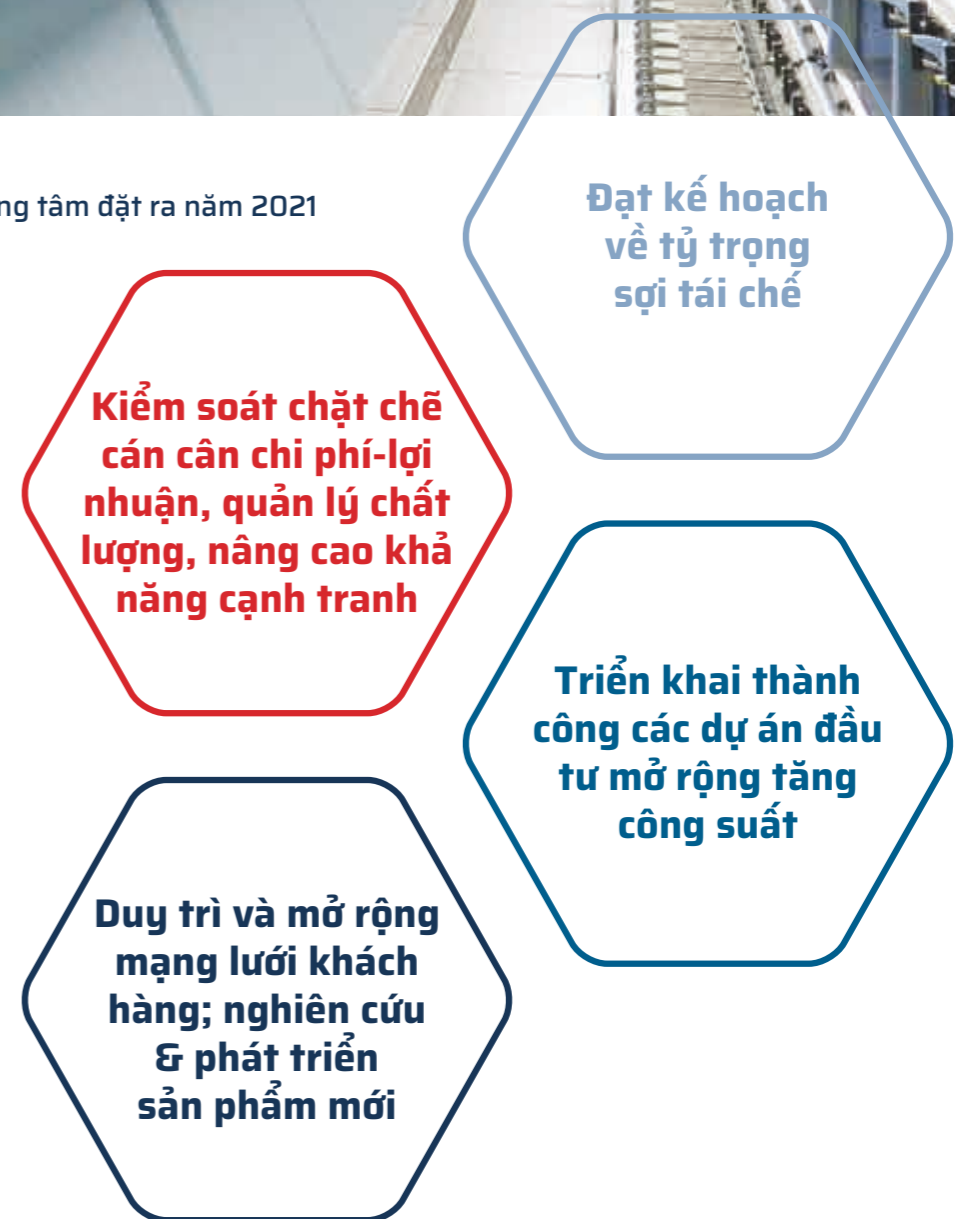 tâm đặt ra năm 2021
Đạt kế hoạch
về tỷ trọng
sợi tái chế
Kiểm soát chặt chẽ
cán cân chi phí-lợi
nhuận, quản lý chất
lượng, nâng cao khả
năng cạnh tranh
Triển khai thành
công các dự án đầu
tư mở rộng tăng
công suất
Duy trì và mở rộng
mạng lưới khách
hàng; nghiên cứu
& phát triển
sản phẩm mới